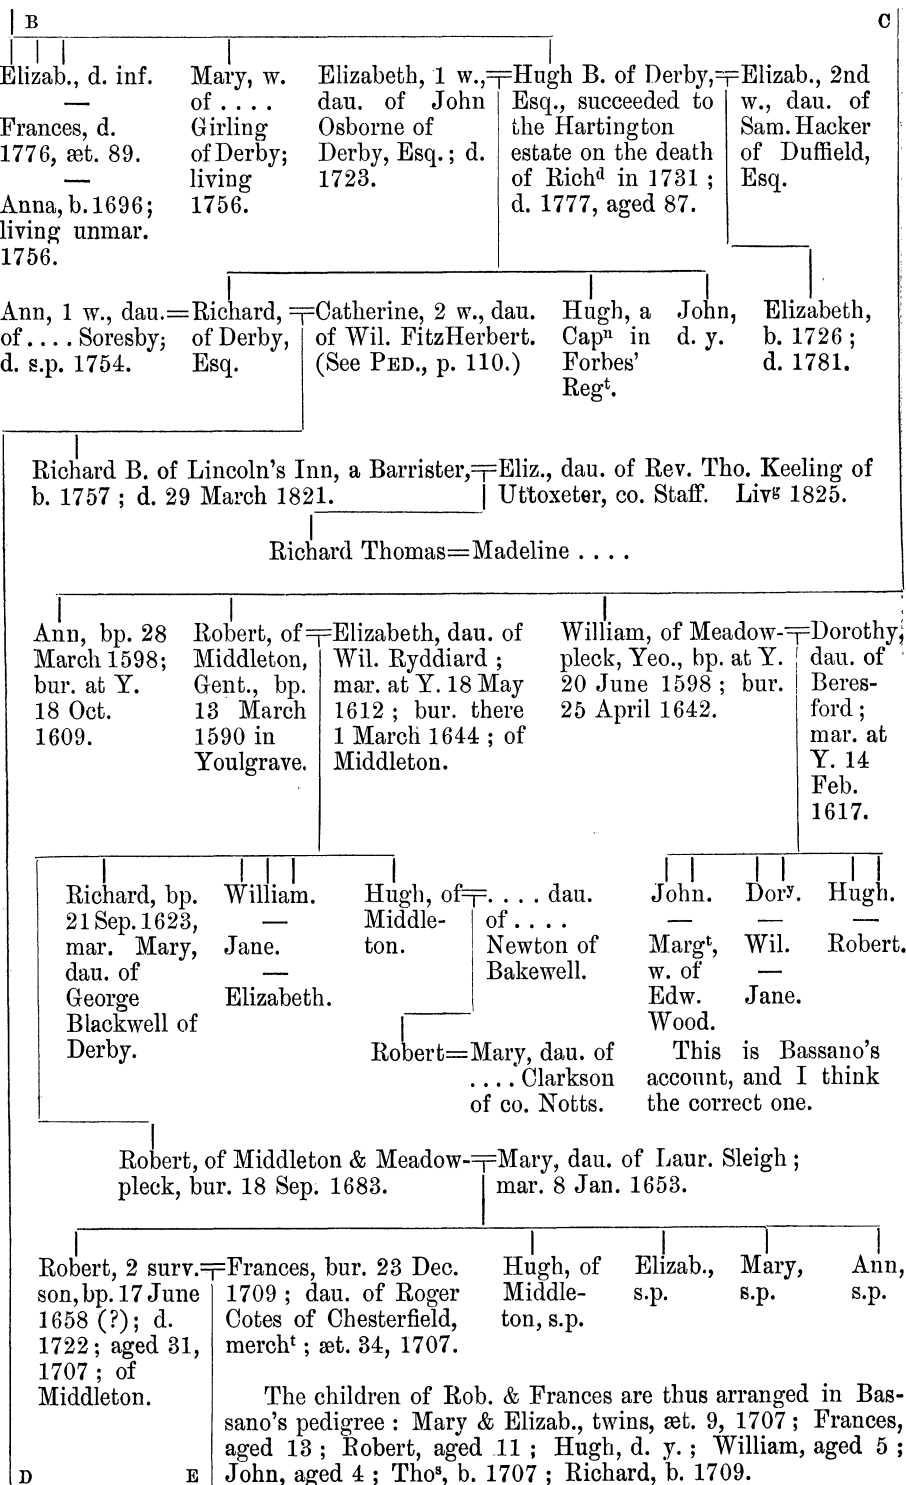 B C
Elizab., d. inf.
—
Frances, d.
1776, æt. 89.
—
Anna, b. 1696;
living unmar.
1756.
Mary, w.
of ....
Girling
of Derby;
living
1756.
Elizabeth, 1 w.,
dau. of John
Osborne of
Derby, Esq.; d.
1723.
Hugh B. of Derby,
Esq., succeeded to
the Hartington
estate on the death
of Richᵈ in 1731;
d. 1777, aged 87.
Elizab., 2nd
w., dau. of
Sam. Hacker
of Duffield,
Esq.
Ann, 1 w., dau.=
of .... Soresby;
d. s.p. 1754.
Richard,
of Derby,
Esq.
Catherine, 2 w., dau.
of Wil. FitzHerbert.
(See PED., p. 110.)
Hugh, a
Capⁿ in
Forbes'
Regᵗ.
John,
d. y.
Elizabeth,
b. 1726;
d. 1781.
Richard B. of Lincoln's Inn, a Barrister,
b. 1757; d. 29 March 1821.
Eliz., dau. of Rev. Tho. Keeling of
Uttoxeter, co. Staff. Livᵍ 1825.
Richard Thomas=Madeline ....
Ann, bp. 28
March 1598;
bur. at Y.
18 Oct.
1609.
Robert, of
Middleton,
Gent., bp.
13 March
1590 in
Youlgrave.
Elizabeth, dau. of
Wil. Ryddiard;
mar. at Y. 18 May
1612; bur. there
1 March 1644; of
Middleton.
William, of Meadow-
pleck, Yeo., bp. at Y.
20 June 1598; bur.
25 April 1642.
Dorothy,
dau. of
Beres-
ford;
mar. at
Y. 14
Feb.
1617.
Richard, bp.
21 Sep. 1623,
mar. Mary,
dau. of
George
Blackwell of
Derby.
William.
—
Jane.
—
Elizabeth.
Hugh, of
Middle-
ton.
.... dau.
of ....
Newton of
Bakewell.
John.
—
Margᵗ,
w. of
Edw.
Wood.
Dorʸ.
—
Wil.
—
Jane.
Hugh.
—
Robert.
Robert=Mary, dau. of
.... Clarkson
of co. Notts.
This is Bassano's
account, and I think
the correct one.
Robert, of Middleton & Meadow-
pleck, bur. 18 Sep. 1683.
Mary, dau. of Laur. Sleigh;
mar. 8 Jan. 1653.
Robert, 2 surv.
son, bp. 17 June
1658 (?); d.
1722; aged 31,
1707; of
Middleton.
Frances, bur. 23 Dec.
1709; dau. of Roger
Cotes of Chesterfield,
merchᵗ; æt. 34, 1707.
Hugh, of
Middle-
ton, s.p.
Elizab.,
s.p.
Mary,
s.p.
Ann,
s.p.
The children of Rob. & Frances are thus arranged in Bas-
sano's pedigree: Mary & Elizab., twins, æt. 9, 1707; Frances,
aged 13; Robert, aged 11; Hugh, d. y.; William, aged 5;
John, aged 4; Thoˢ, b. 1707; Richard, b. 1709.
D E